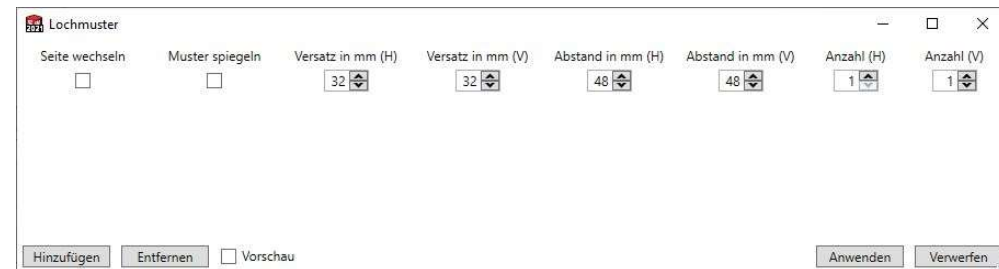 2021 Lochmuster
Seite wechseln Muster spiegeln Versatz in mm (H) Versatz in mm (V) Abstand in mm (H) Abstand in mm (V) Anzahl (H) Anzahl (V)
32 32 48 48 1 1
Hinzufügen Entfernen Vorschau Anwenden Verwerfen